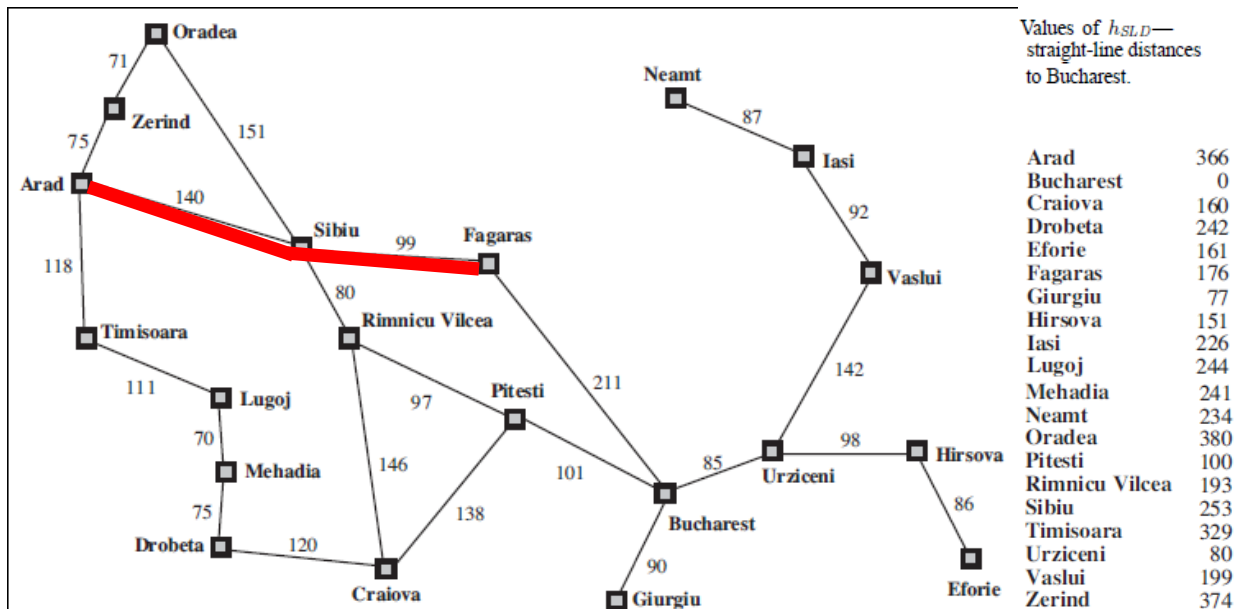 Oradea
71
Neamt
87
Zerind
151
75
Iasi
Arad
140
92
Sibiu
99
Fagaras
118
Vaslui
80
Timisoara
Rimnicu Vilcea
142
111
211
Lugoj
97
Pitesti
70
98
Hirsova
146
85
Mehadia
101
Urziceni
86
75
138
Bucharest
Drobeta
120
90
Eforie
Craiova
Giurgiu
Values of hSLD—
straight-line distances
to Bucharest.
Arad 366
Bucharest 0
Craiova 160
Drobeta 242
Eforie 161
Fagaras 176
Giurgiu 77
Hirsova 151
Iasi 226
Lugoj 244
Mehadia 241
Neamt 234
Oradea 380
Pitesti 100
Rimnicu Vilcea 193
Sibiu 253
Timisoara 329
Urziceni 80
Vaslui 199
Zerind 374